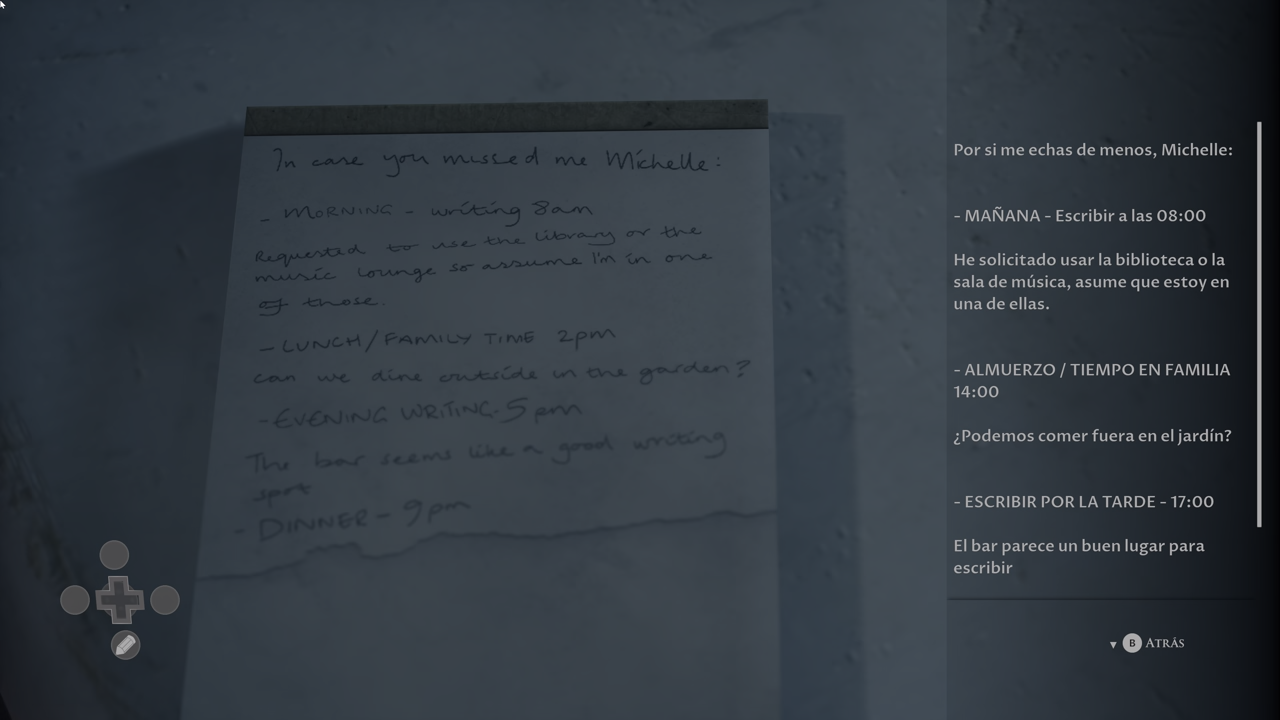 In case you missed me Michelle:
- MORNING - writing 8am
Requested to use the library or the
music lounge so assume I'm in one
of those.
- LUNCH/FAMILY TIME 2pm
can we dine outside in the garden?
- EVENING WRITING - 5pm
The bar seems like a good writing
spot
- DINNER - 9pm
Por si me echas de menos, Michelle:
- MAÑANA - Escribir a las 08:00
He solicitado usar la biblioteca o la
sala de música, asume que estoy en
una de ellas.
- ALMUERZO / TIEMPO EN FAMILIA
14:00
¿Podemos comer fuera en el jardín?
- ESCRIBIR POR LA TARDE - 17:00
El bar parece un buen lugar para
escribir
B ATRÁS